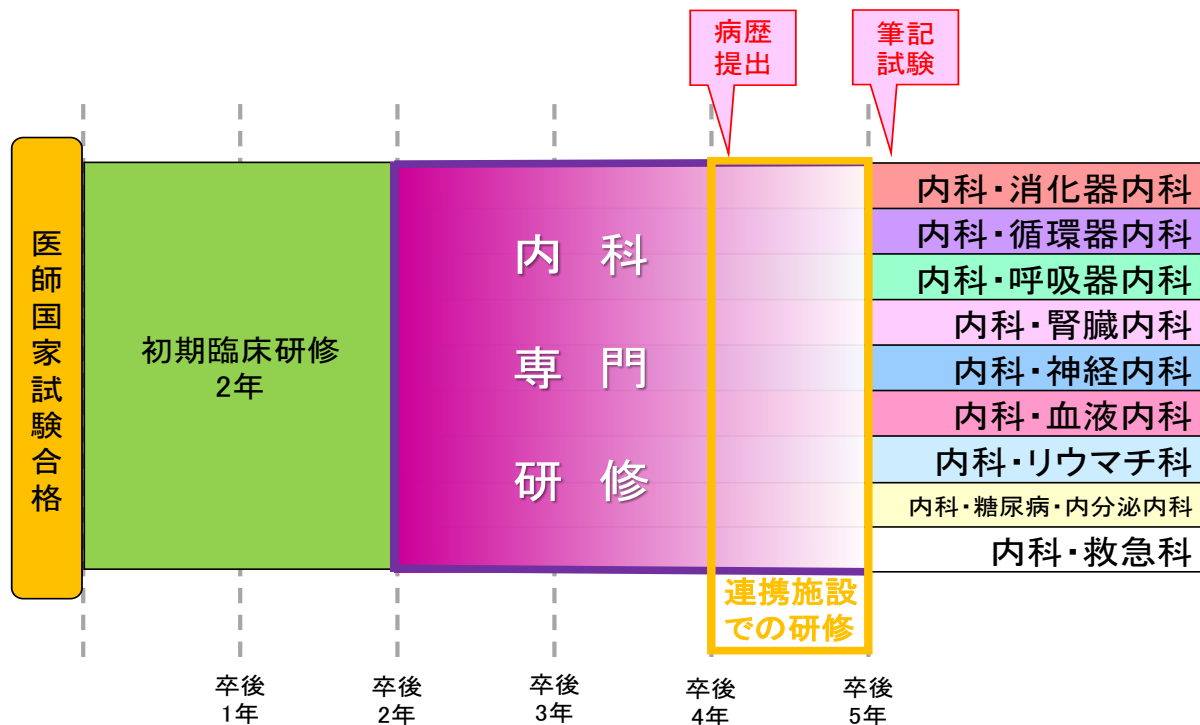 病歴
提出
筆記
試験
医師国家試験合格
初期臨床研修
2年
内科
専門
研修
内科・消化器内科
内科・循環器内科
内科・呼吸器内科
内科・腎臓内科
内科・神経内科
内科・血液内科
内科・リウマチ科
内科・糖尿病・内分泌内科
内科・救急科
連携施設
での研修
卒後
1年
卒後
2年
卒後
3年
卒後
4年
卒後
5年